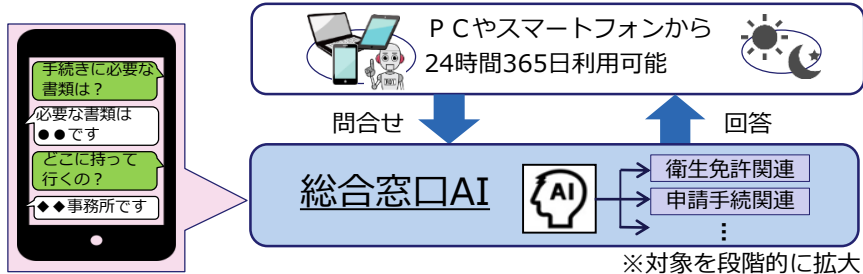 手続きに必要な
書類は？
必要な書類は
●●です
どこに持って
行くの？
◆◆事務所です
ＰＣやスマートフォンから
24時間365日利用可能
問合せ
回答
総合窓口AI
AI
衛生免許関連
申請手続関連
⋮
※対象を段階的に拡大